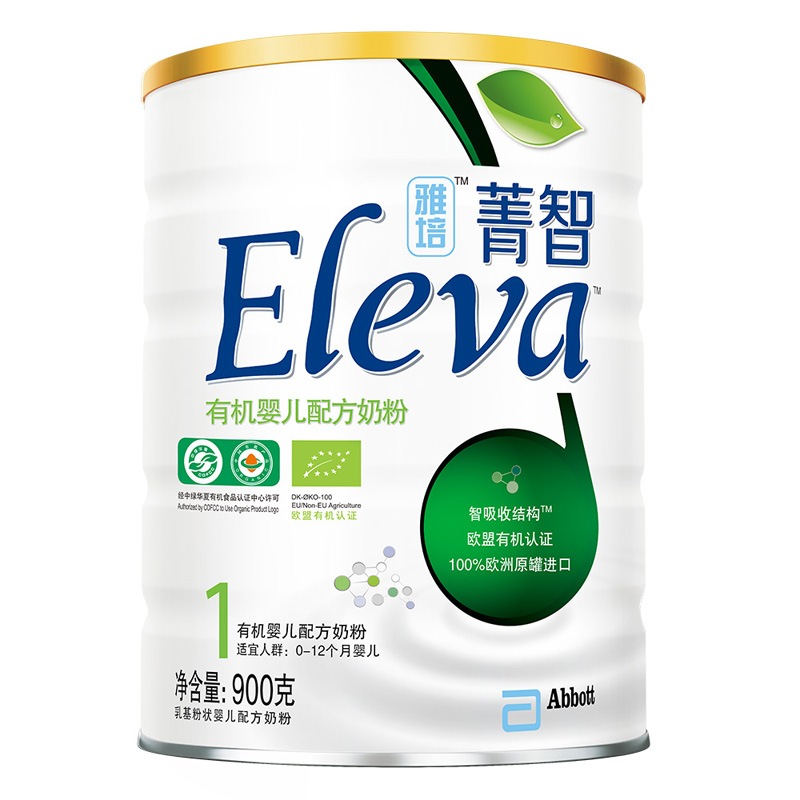 雅培™
菁智
Eleva™
有机婴儿配方奶粉
经中绿华夏有机食品认证中心许可
Authorized by COFCC to Use Organic Product Logo
DK-ØKO-100
EU/Non-EU Agriculture
欧盟有机认证
智吸收结构™
欧盟有机认证
100%欧洲原罐进口
1
有机婴儿配方奶粉
适宜人群: 0-12个月婴儿
净含量: 900克
乳基粉状婴儿配方奶粉
Abbott